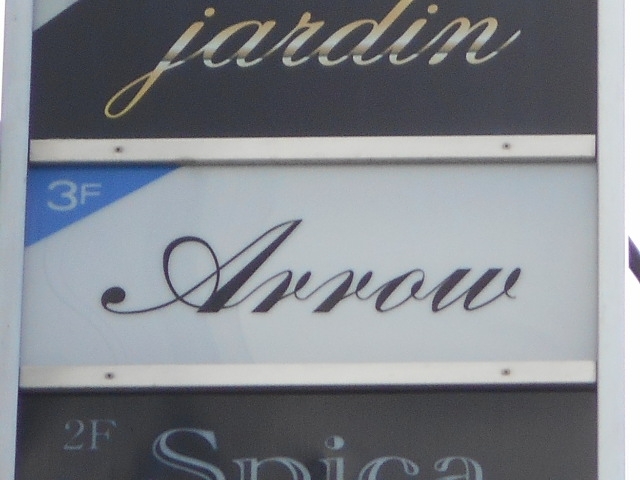 jardin
3F
Arrow
2F
Spica